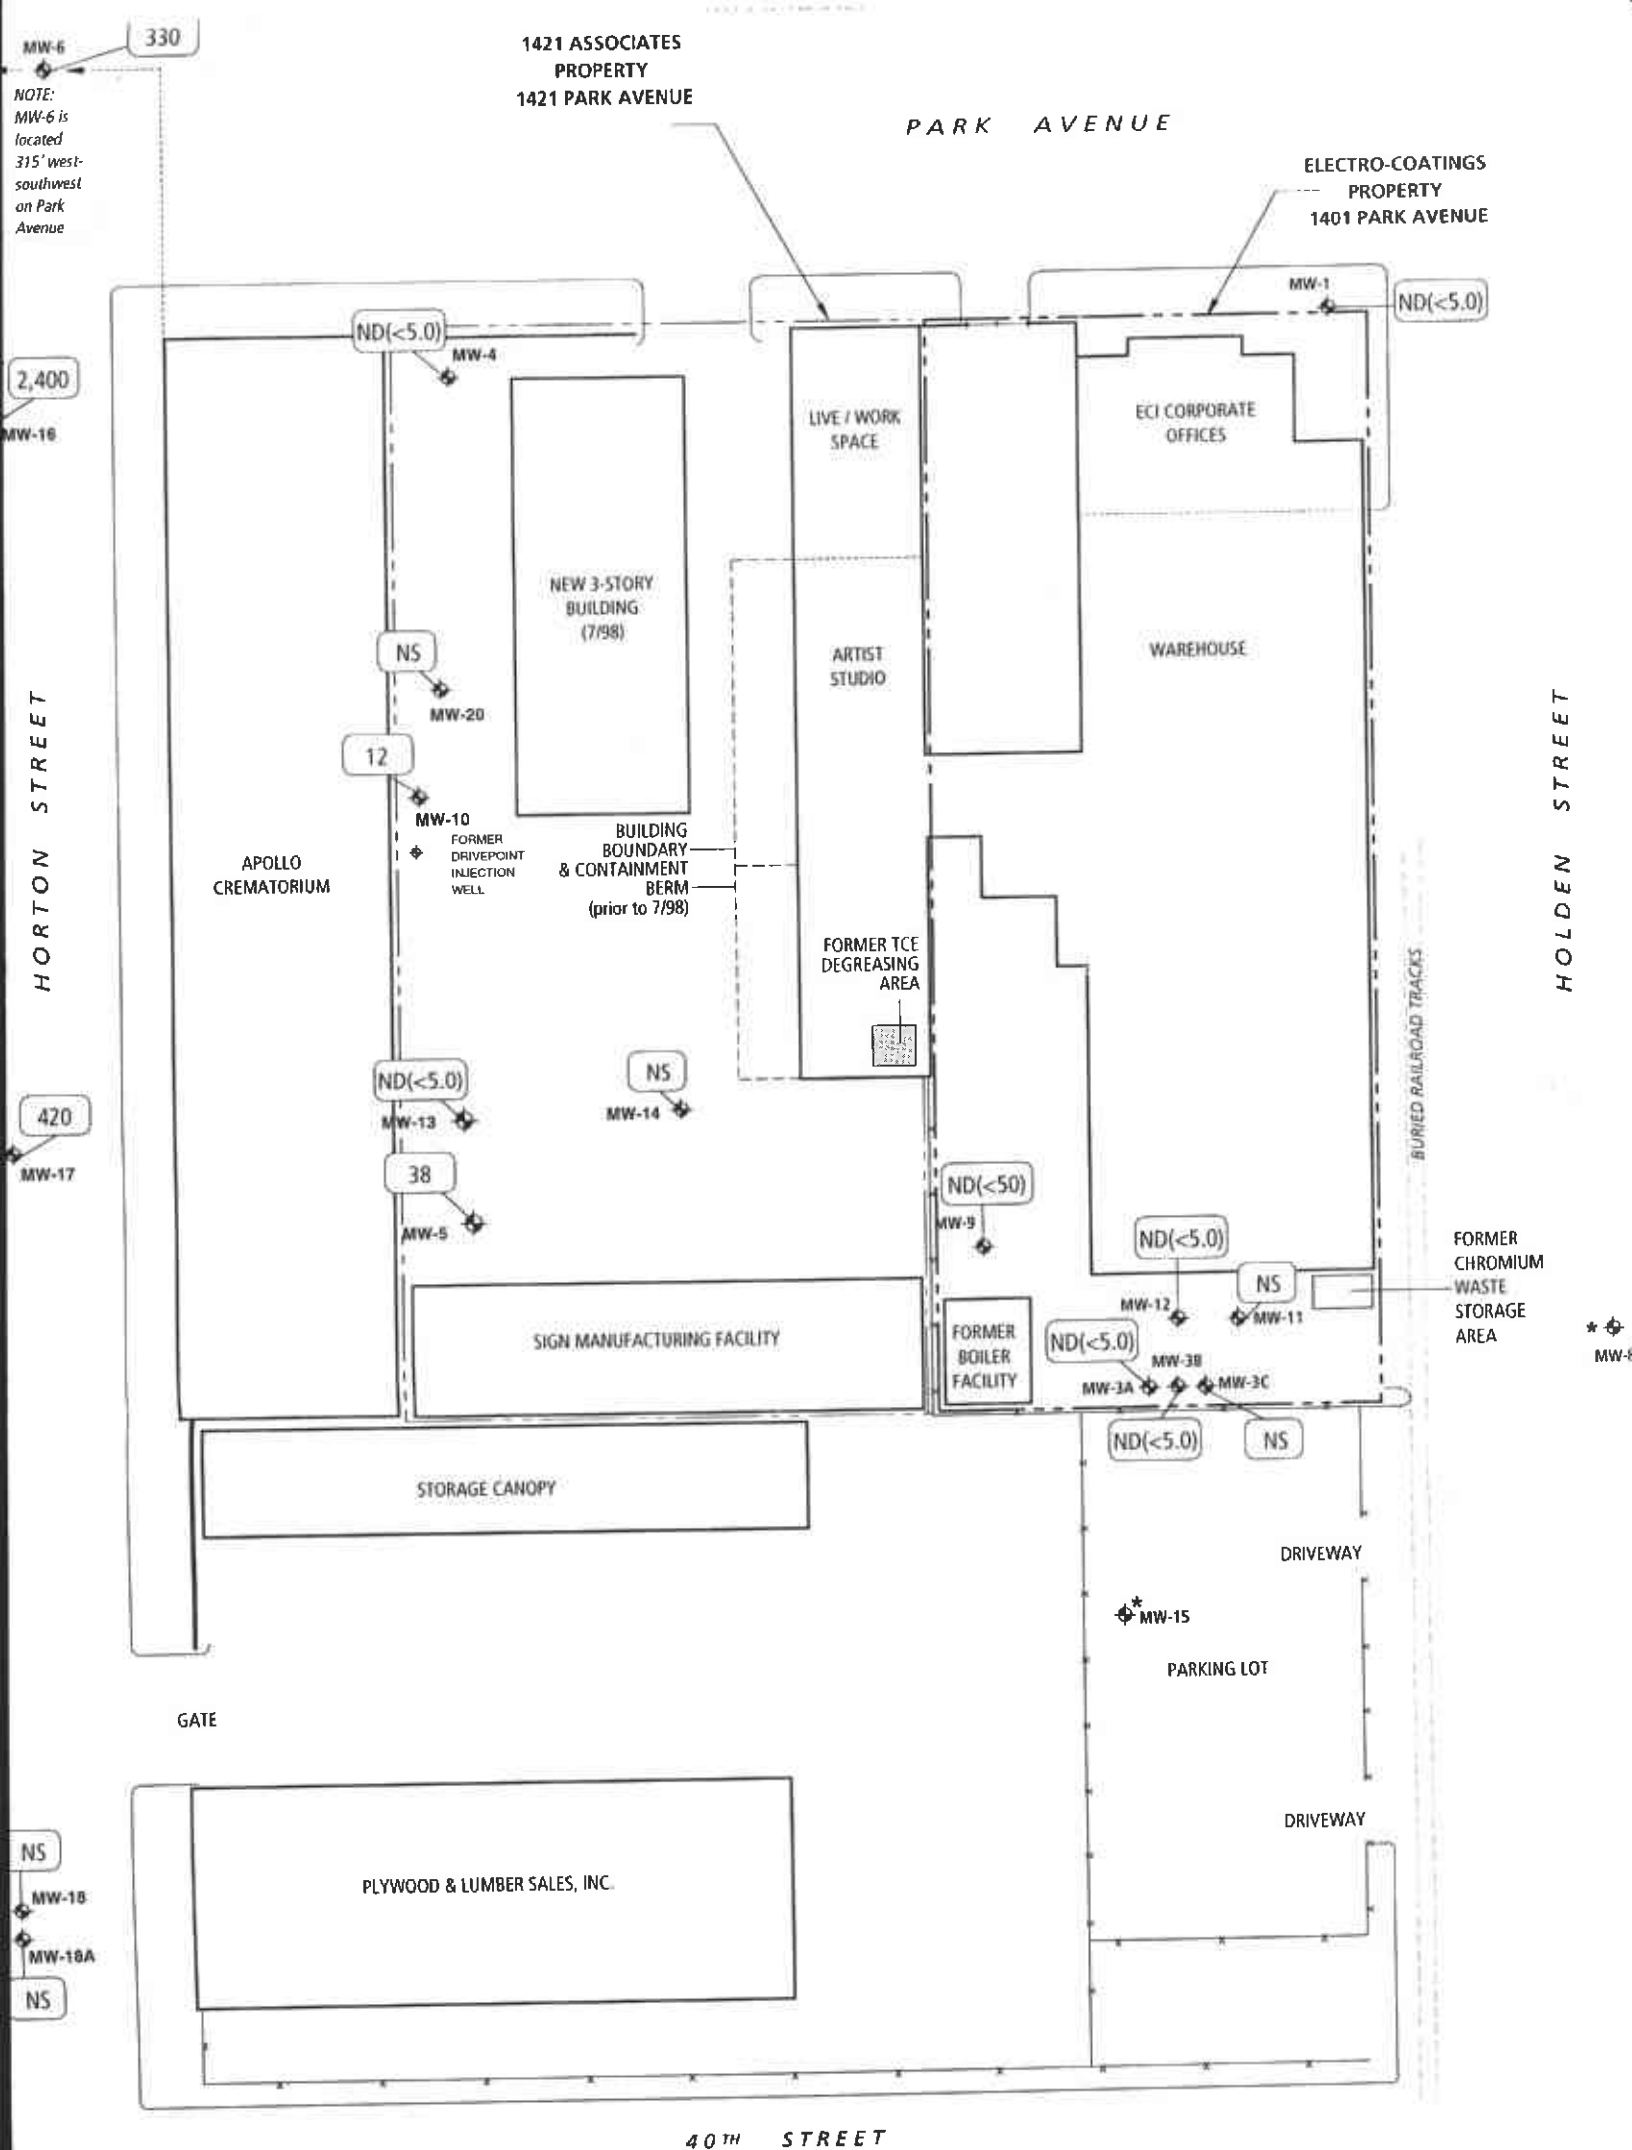 MW-6
330
NOTE:
MW-6 is
located
315' west-
southwest
on Park
Avenue
1421 ASSOCIATES
PROPERTY
1421 PARK AVENUE
PARK AVENUE
ELECTRO-COATINGS
PROPERTY
1401 PARK AVENUE
MW-1
ND(<5.0)
ND(<5.0)
MW-4
2,400
MW-16
LIVE / WORK
SPACE
ECI CORPORATE
OFFICES
NEW 3-STORY
BUILDING
(7/98)
ARTIST
STUDIO
WAREHOUSE
NS
MW-20
12
MW-10
FORMER
DRIVEPOINT
INJECTION
WELL
BUILDING
BOUNDARY
& CONTAINMENT
BERM
(prior to 7/98)
APOLLO
CREMATORIUM
HORTON STREET
HOLDEN STREET
FORMER TCE
DEGREASING
AREA
BURIED RAILROAD TRACKS
ND(<5.0)
MW-13
NS
MW-14
420
MW-17
38
MW-5
ND(<50)
MW-9
ND(<5.0)
MW-12
NS
MW-11
FORMER
CHROMIUM
WASTE
STORAGE
AREA
*
MW-8
SIGN MANUFACTURING FACILITY
FORMER
BOILER
FACILITY
ND(<5.0)
MW-3B
MW-3A
MW-3C
ND(<5.0)
NS
STORAGE CANOPY
DRIVEWAY
*
MW-15
PARKING LOT
GATE
DRIVEWAY
NS
MW-18
MW-18A
NS
PLYWOOD & LUMBER SALES, INC.
40TH STREET